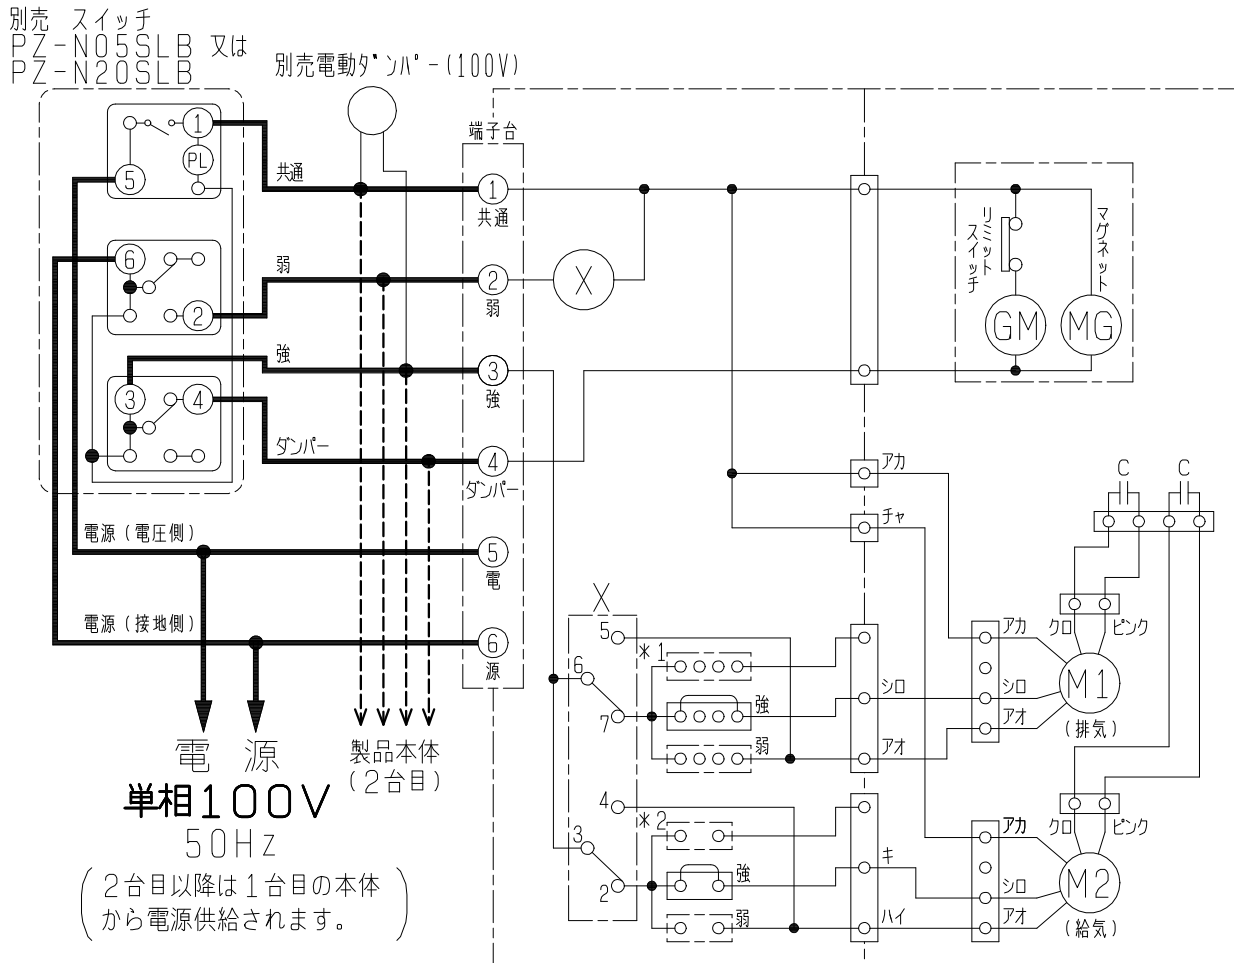 別売 スイッチ
PZ-N05SLB 又は
PZ-N20SLB
別売電動ダンパー(100V)
端子台
1
PL
5
共通
1
共通
6
2
弱
2
弱
X
3
4
強
3
強
ダンパー
4
ダンパー
電源(電圧側)
5
電
電源(接地側)
6
源
リミット
スイッチ
マグネット
GM
MG
アカ
チャ
C
C
X
5
6
7
*1
強
弱
シロ
アオ
アカ
シロ
アオ
クロ
ピンク
M1
(排気)
4
3
2
*2
強
弱
キ
ハイ
アカ
シロ
アオ
クロ
ピンク
M2
(給気)
電 源
単相100V
50Hz
(2台目以降は1台目の本体
から電源供給されます。)
製品本体
(2台目)